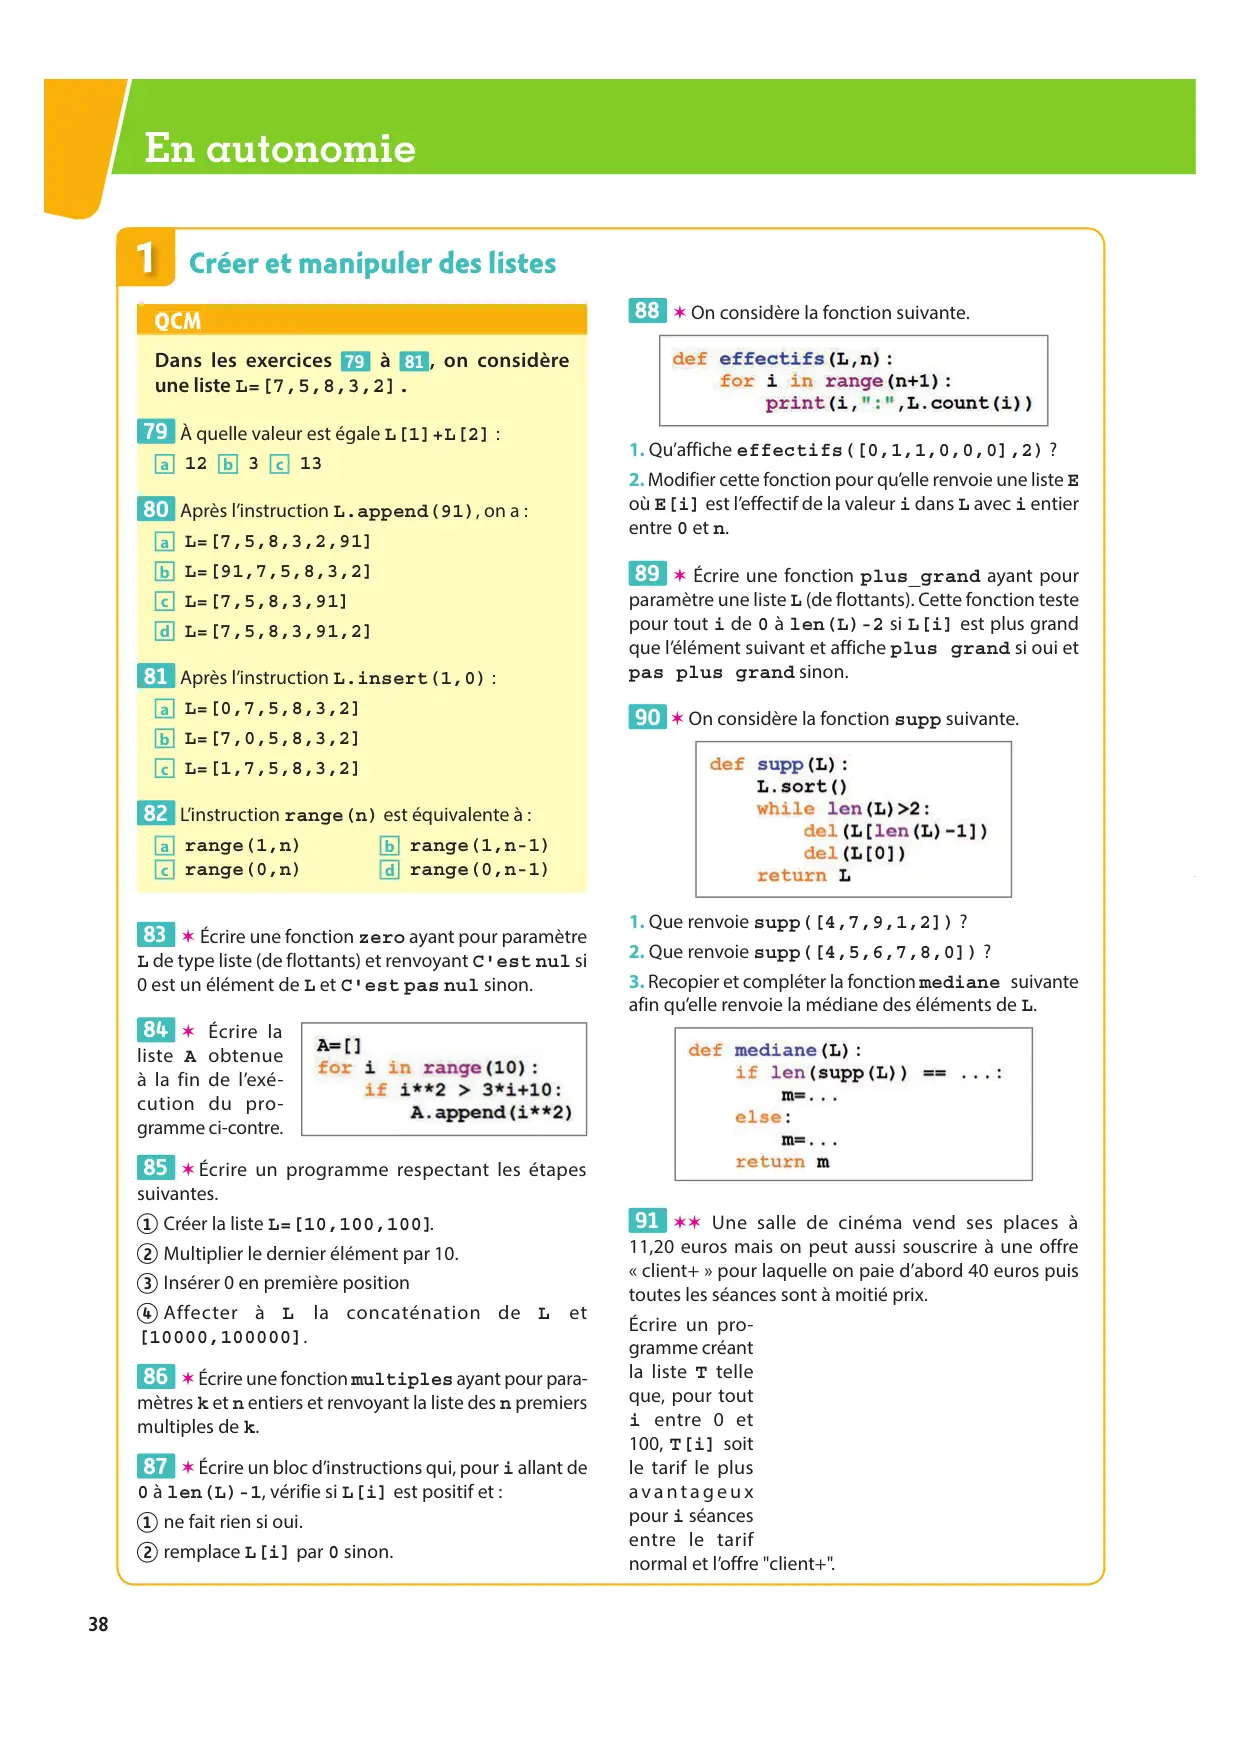 En autonomie
1 Créer et manipuler des listes
QCM
Dans les exercices 79 à 81, on considère
une liste L=[7,5,8,3,2].
79 À quelle valeur est égale L[1]+L[2] :
a 12 b 3 c 13
80 Après l'instruction L.append(91), on a :
a L=[7,5,8,3,2,91]
b L=[91,7,5,8,3,2]
c L=[7,5,8,3,91]
d L=[7,5,8,3,91,2]
81 Après l'instruction L.insert(1,0) :
a L=[0,7,5,8,3,2]
b L=[7,0,5,8,3,2]
c L=[1,7,5,8,3,2]
82 L'instruction range(n) est équivalente à :
a range(1,n) b range(1,n-1)
c range(0,n) d range(0,n-1)
83 ✶ Écrire une fonction zero ayant pour paramètre
L de type liste (de flottants) et renvoyant C'est nul si
0 est un élément de L et C'est pas nul sinon.
84 ✶ Écrire la
liste A obtenue
à la fin de l'exé-
cution du pro-
gramme ci-contre.
A=[]
for i in range(10):
if i**2 > 3*i+10:
A.append(i**2)
85 ✶ Écrire un programme respectant les étapes
suivantes.
① Créer la liste L=[10,100,100].
② Multiplier le dernier élément par 10.
③ Insérer 0 en première position
④ Affecter à L la concaténation de L et
[10000,100000].
86 ✶ Écrire une fonction multiples ayant pour para-
mètres k et n entiers et renvoyant la liste des n premiers
multiples de k.
87 ✶ Écrire un bloc d'instructions qui, pour i allant de
0 à len(L)-1, vérifie si L[i] est positif et :
① ne fait rien si oui.
② remplace L[i] par 0 sinon.
88 ✶ On considère la fonction suivante.
def effectifs(L,n):
for i in range(n+1):
print(i,":",L.count(i))
1. Qu'affiche effectifs([0,1,1,0,0,0],2) ?
2. Modifier cette fonction pour qu'elle renvoie une liste E
où E[i] est l'effectif de la valeur i dans L avec i entier
entre 0 et n.
89 ✶ Écrire une fonction plus_grand ayant pour
paramètre une liste L (de flottants). Cette fonction teste
pour tout i de 0 à len(L)-2 si L[i] est plus grand
que l'élément suivant et affiche plus grand si oui et
pas plus grand sinon.
90 ✶ On considère la fonction supp suivante.
def supp(L):
L.sort()
while len(L)>2:
del(L[len(L)-1])
del(L[0])
return L
1. Que renvoie supp([4,7,9,1,2]) ?
2. Que renvoie supp([4,5,6,7,8,0]) ?
3. Recopier et compléter la fonction mediane suivante
afin qu'elle renvoie la médiane des éléments de L.
def mediane(L):
if len(supp(L)) == ...:
m=...
else:
m=...
return m
91 ✶✶ Une salle de cinéma vend ses places à
11,20 euros mais on peut aussi souscrire à une offre
« client+ » pour laquelle on paie d'abord 40 euros puis
toutes les séances sont à moitié prix.
Écrire un pro-
gramme créant
la liste T telle
que, pour tout
i entre 0 et
100, T[i] soit
le tarif le plus
avantageux
pour i séances
entre le tarif
normal et l'offre "client+".
38